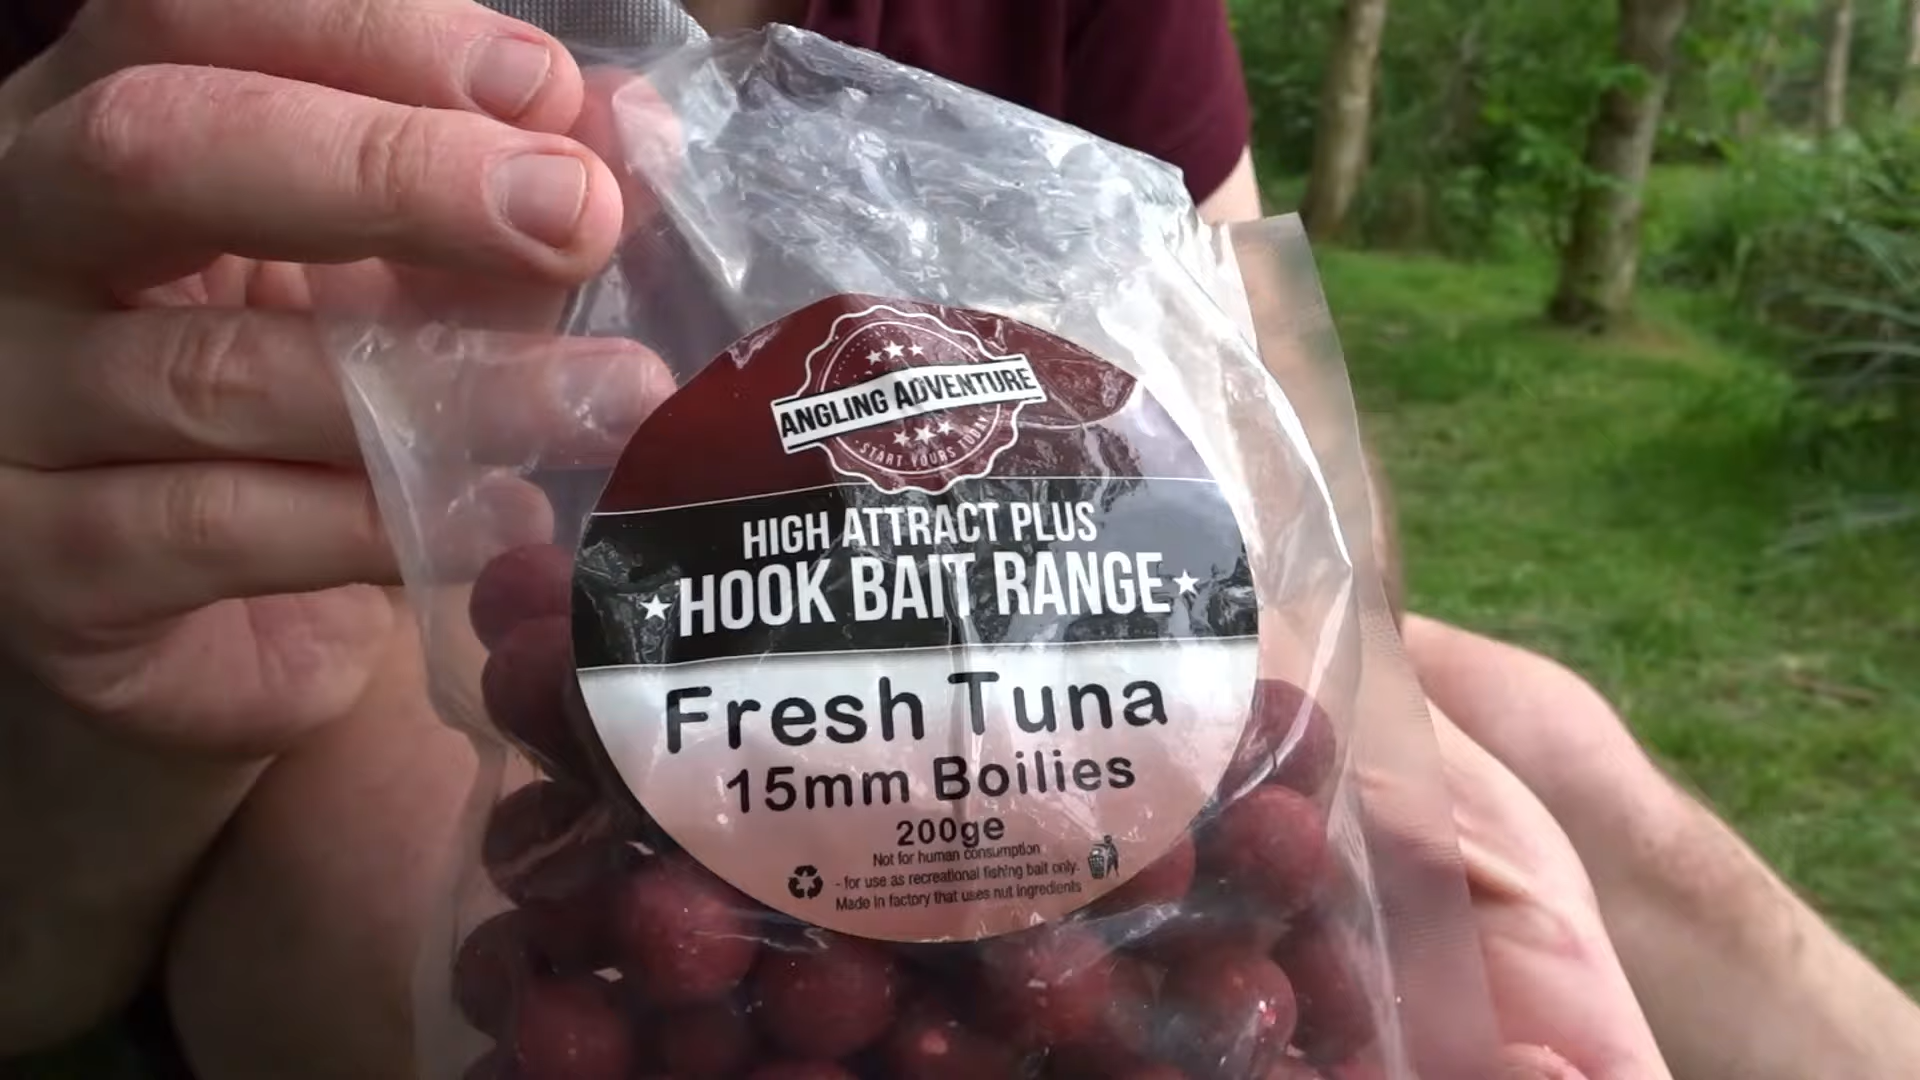 ANGLING ADVENTURE
START YOURS TODAY
HIGH ATTRACT PLUS
HOOK BAIT RANGE
Fresh Tuna
15mm Boilies
200ge
Not for human consumption
- for use as recreational fishing bait only.
Made in factory that uses nut ingredients